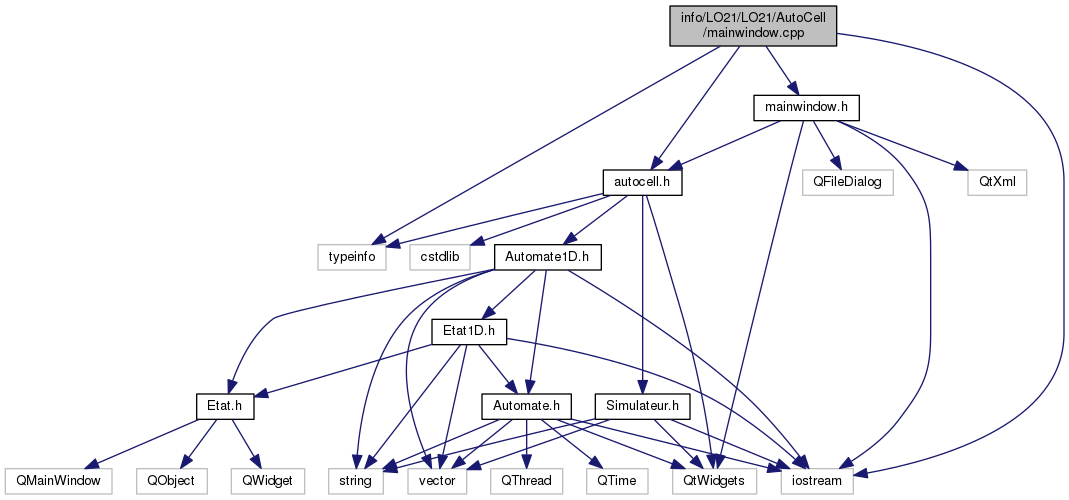 info/LO21/LO21/AutoCell
/mainwindow.cpp
mainwindow.h
autocell.h
QFileDialog
QtXml
typeinfo
cstdlib
Automate1D.h
Etat1D.h
Etat.h
Automate.h
Simulateur.h
QMainWindow
QObject
QWidget
string
vector
QThread
QTime
QtWidgets
iostream